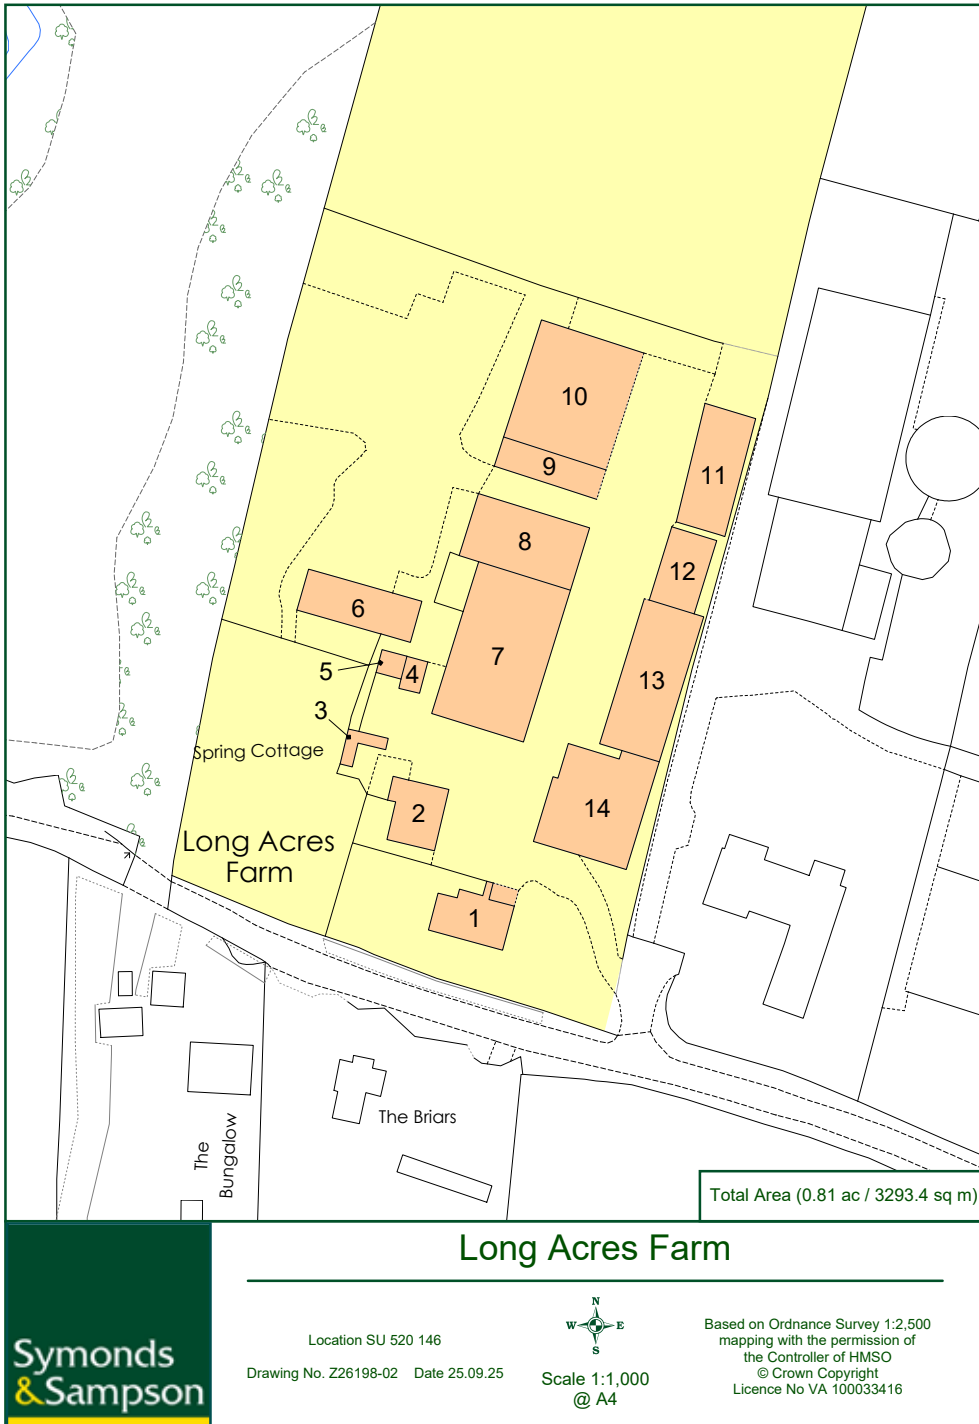 10
9
11
8
12
6
7
5
4
13
3
Spring Cottage
2
14
Long Acres
Farm
1
The Briars
The
Bungalow
Total Area (0.81 ac / 3293.4 sq m)
Long Acres Farm
Symonds
&Sampson
Location SU 520 146
Drawing No. Z26198-02 Date 25.09.25
N
W E
S
Scale 1:1,000
@ A4
Based on Ordnance Survey 1:2,500
mapping with the permission of
the Controller of HMSO
© Crown Copyright
Licence No VA 100033416